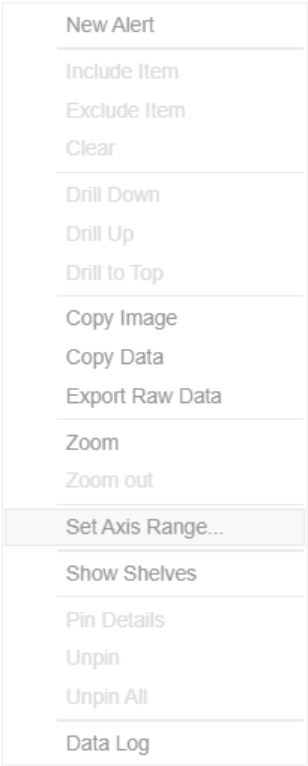 New Alert
Include Item
Exclude Item
Clear
Drill Down
Drill Up
Drill to Top
Copy Image
Copy Data
Export Raw Data
Zoom
Zoom out
Set Axis Range...
Show Shelves
Pin Details
Unpin
Unpin All
Data Log